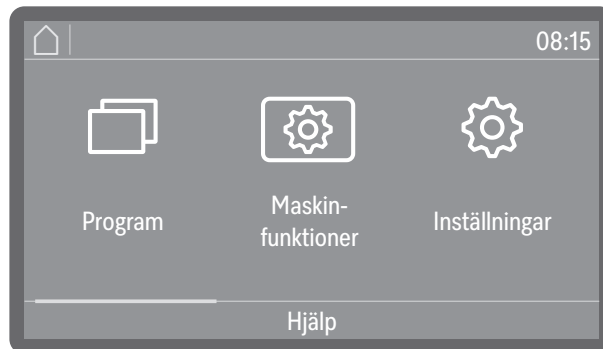 08:15
Program
Maskin-
funktioner
Inställningar
Hjälp